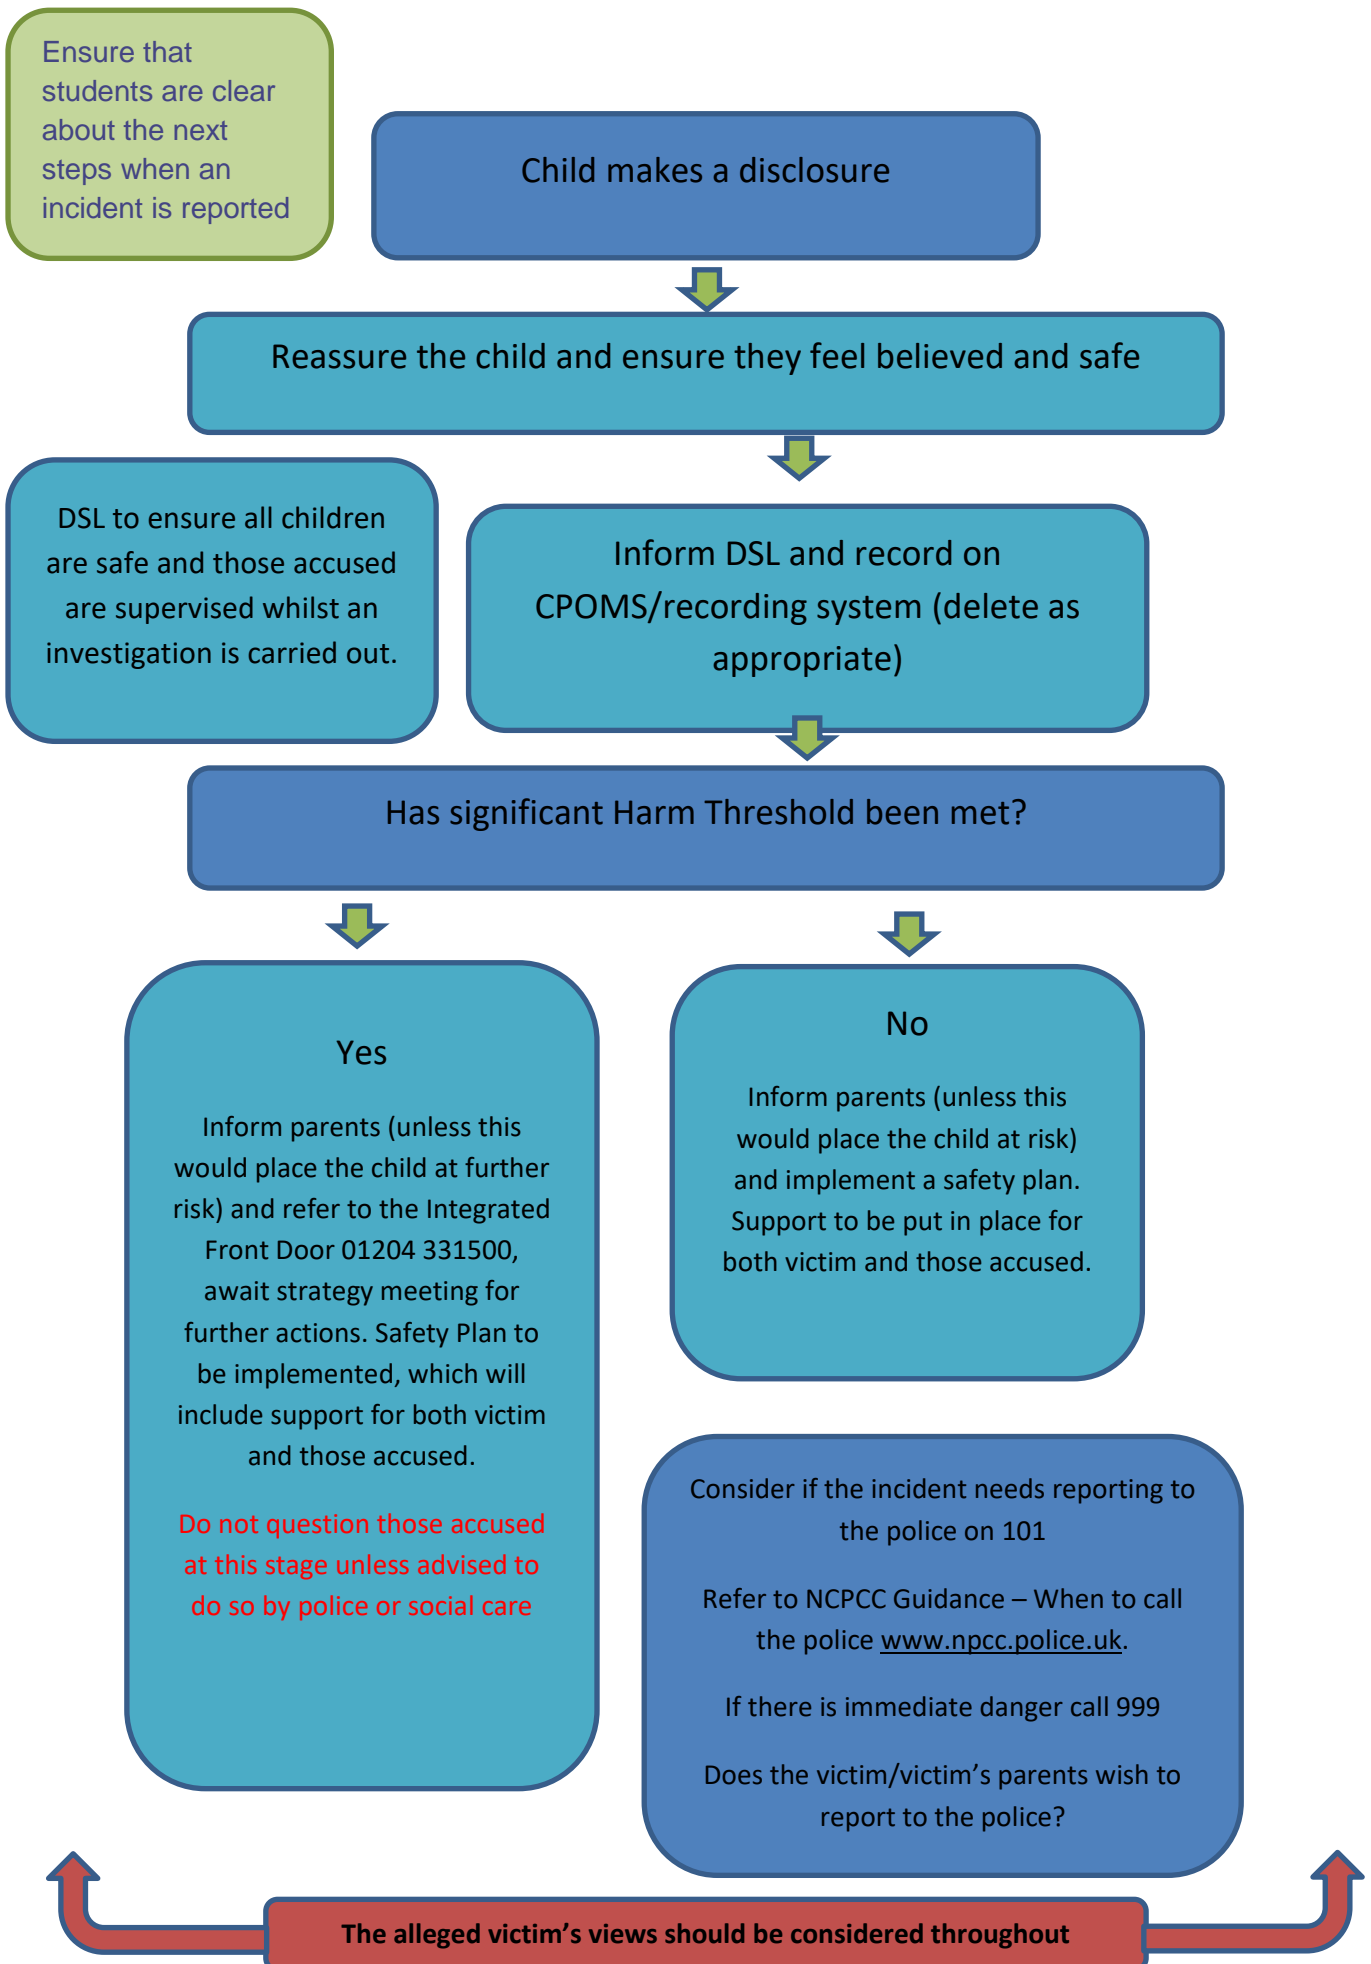 Ensure that
students are clear
about the next
steps when an
incident is reported
Child makes a disclosure
Reassure the child and ensure they feel believed and safe
DSL to ensure all children
are safe and those accused
are supervised whilst an
investigation is carried out.
Inform DSL and record on
CPOMS/recording system (delete as
appropriate)
Has significant Harm Threshold been met?
Yes
Inform parents (unless this
would place the child at further
risk) and refer to the Integrated
Front Door 01204 331500,
await strategy meeting for
further actions. Safety Plan to
be implemented, which will
include support for both victim
and those accused.
Do not question those accused
at this stage unless advised to
do so by police or social care
No
Inform parents (unless this
would place the child at risk)
and implement a safety plan.
Support to be put in place for
both victim and those accused.
Consider if the incident needs reporting to
the police on 101
Refer to NCPCC Guidance – When to call
the police www.npcc.police.uk.
If there is immediate danger call 999
Does the victim/victim’s parents wish to
report to the police?
The alleged victim’s views should be considered throughout